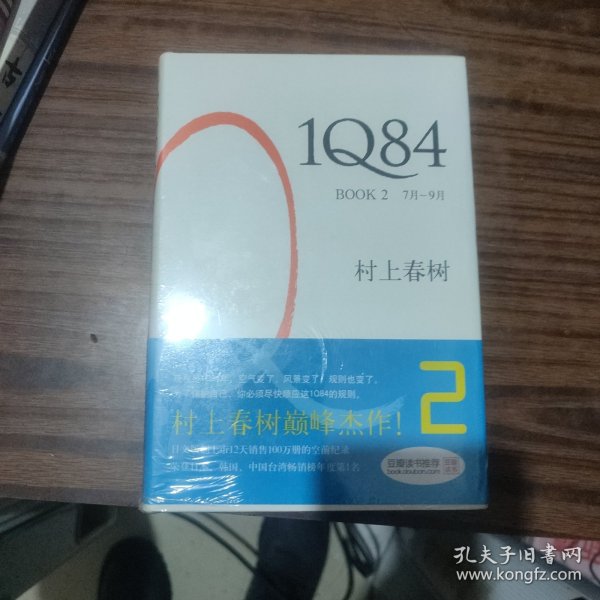 1Q84
BOOK 2 7月-9月
村上春树
空气变了，风景变了，规则也变了。
你必须尽快顺应这1Q84的规则。
2
村上春树巅峰杰作！
12天销售100万册的空前纪录
韩国、中国台湾畅销榜年度第1名
豆瓣读书推荐
book.douban.com
孔夫子旧书网
www.kongfz.com